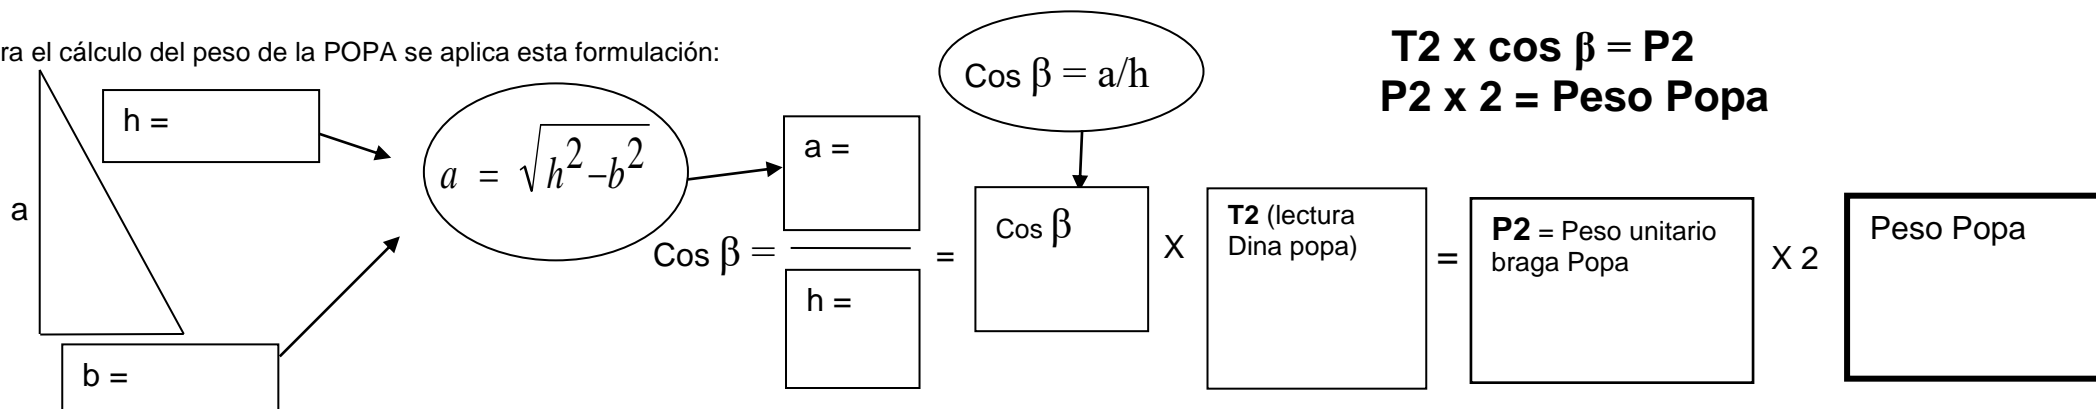 ra el cálculo del peso de la POPA se aplica esta formulación:
T2 x cos β = P2
P2 x 2 = Peso Popa
Cos β = a/h
h =
a = √h²–b²
a =
a
Cos β =
h =
=
Cos β
X
T2 (lectura
Dina popa)
=
P2 = Peso unitario
braga Popa
X 2
Peso Popa
b =